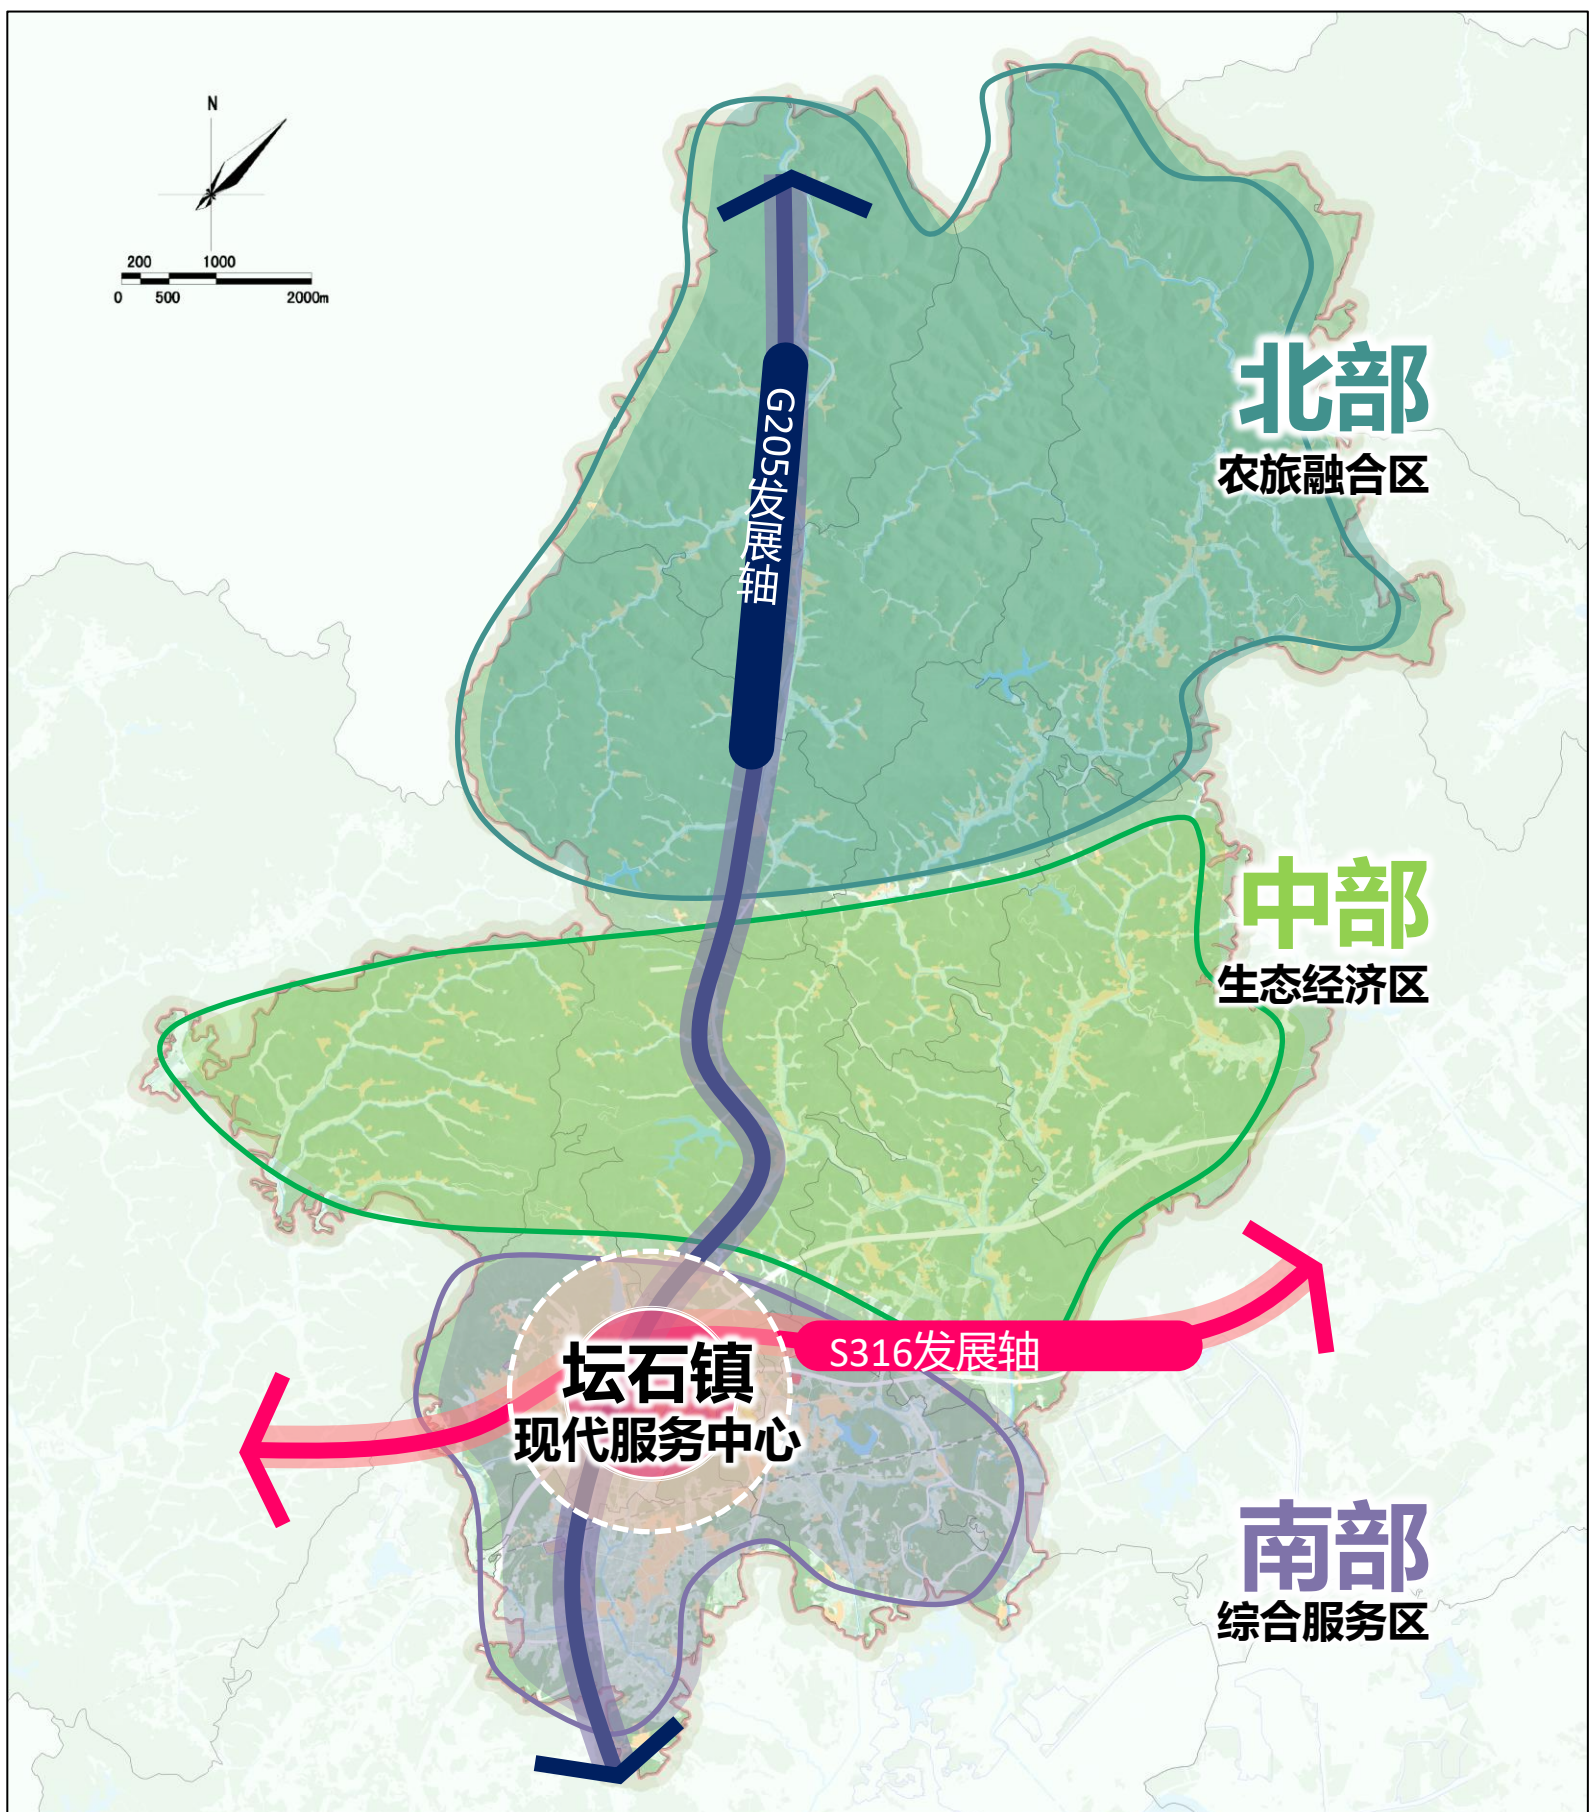 N
200 1000
0 500 2000m
G205发展轴
北部
农旅融合区
中部
生态经济区
S316发展轴
坛石镇
现代服务中心
南部
综合服务区